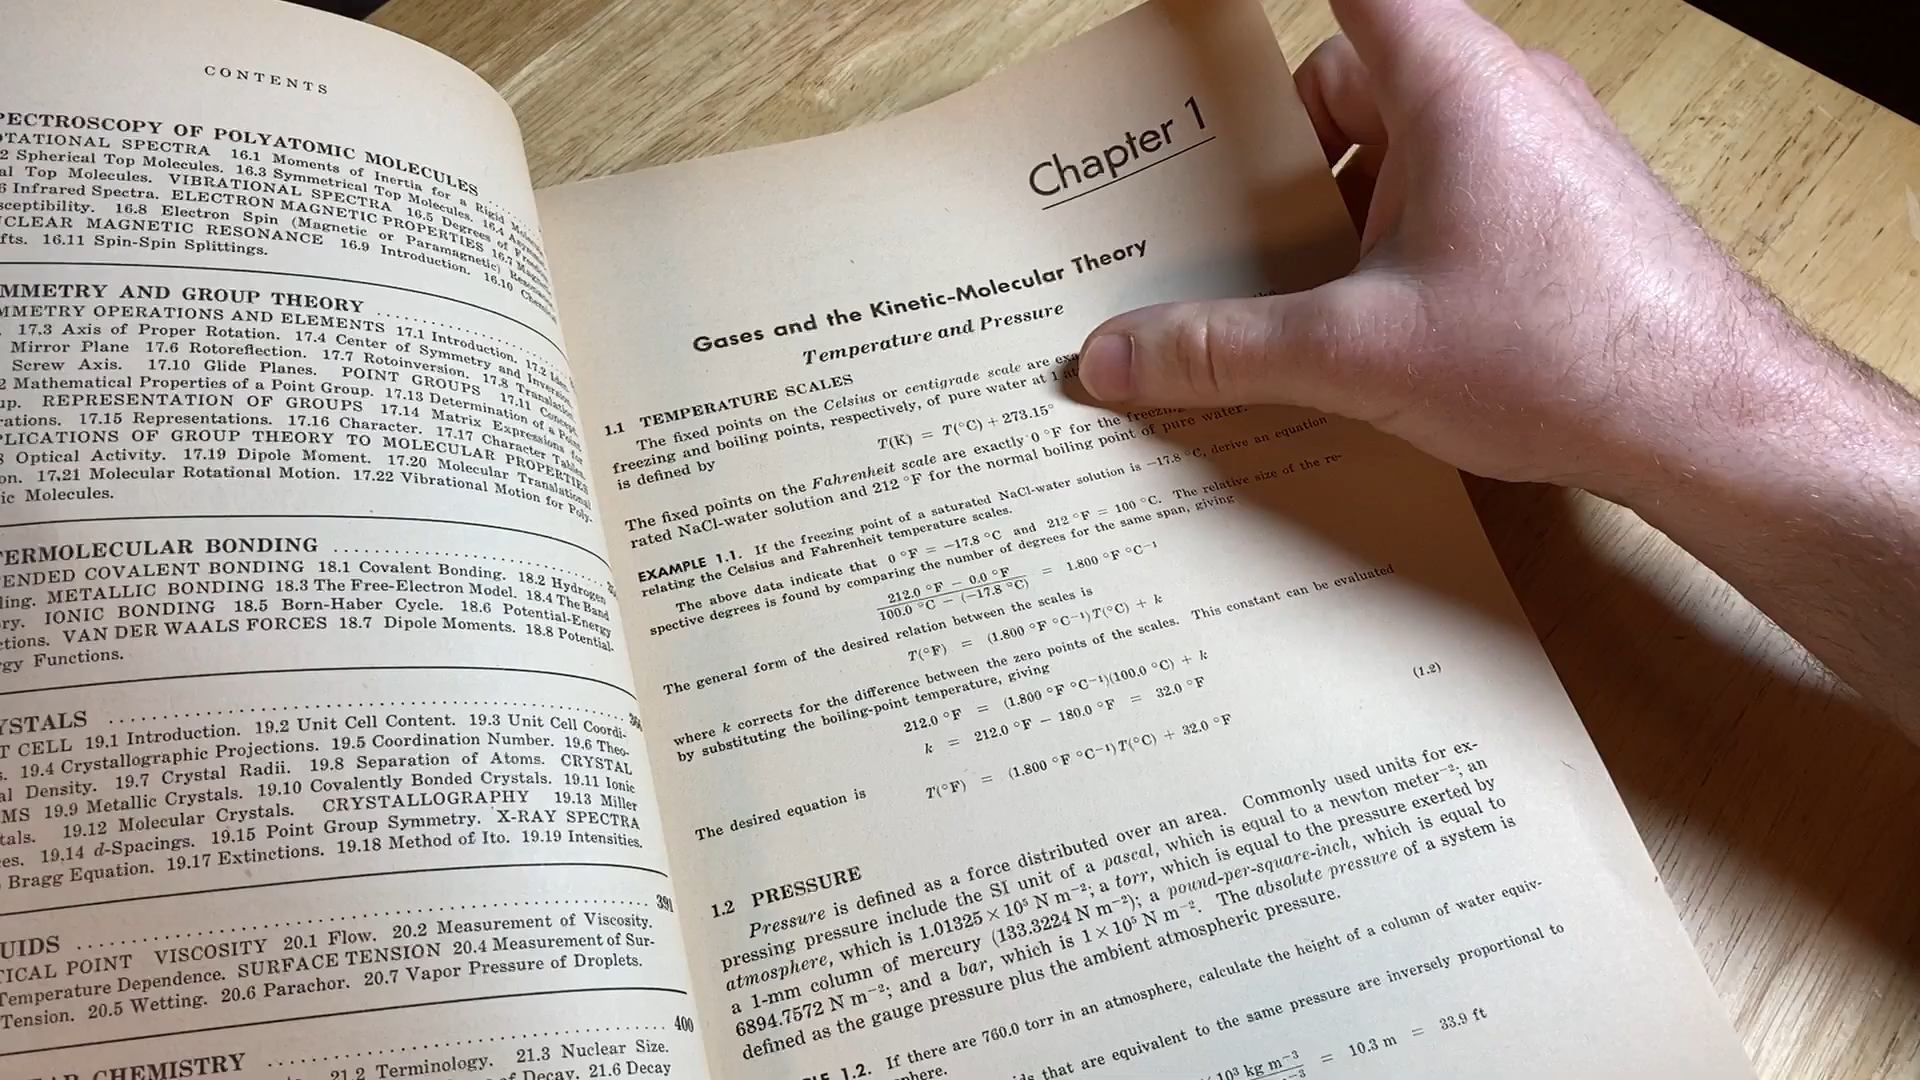 CONTENTS
PECTROSCOPY OF POLYATOMIC MOLECULES
OTATIONAL SPECTRA 16.1 Moments of Inertia for a Rigid
2 Spherical Top Molecules. 16.3 Symmetrical Top Molecules. 16.4
al Top Molecules. VIBRATIONAL SPECTRA 16.5 Degrees of
6 Infrared Spectra. ELECTRON MAGNETIC PROPERTIES 16.7
sceptibility. 16.8 Electron Spin (Magnetic or Paramagnetic)
CLEAR MAGNETIC RESONANCE 16.9 Introduction. 16.10
fts. 16.11 Spin-Spin Splittings.
MMETRY AND GROUP THEORY
MMETRY OPERATIONS AND ELEMENTS 17.1 Introduction. 17.2
. 17.3 Axis of Proper Rotation. 17.4 Center of Symmetry and
Mirror Plane 17.6 Rotoreflection. 17.7 Rotoinversion. 17.8
Screw Axis. 17.10 Glide Planes. POINT GROUPS 17.11
2 Mathematical Properties of a Point Group. 17.13 Determination of a
up. REPRESENTATION OF GROUPS 17.14 Matrix Expressions for
rations. 17.15 Representations. 17.16 Character. 17.17 Character
PLICATIONS OF GROUP THEORY TO MOLECULAR PROPERTIES
8 Optical Activity. 17.19 Dipole Moment. 17.20 Molecular Translational
on. 17.21 Molecular Rotational Motion. 17.22 Vibrational Motion for Poly-
ic Molecules.
TERMOLECULAR BONDING
ENDED COVALENT BONDING 18.1 Covalent Bonding. 18.2 Hydrogen
ling. METALLIC BONDING 18.3 The Free-Electron Model. 18.4 The Band
ory. IONIC BONDING 18.5 Born-Haber Cycle. 18.6 Potential-Energy
ctions. VAN DER WAALS FORCES 18.7 Dipole Moments. 18.8 Potential-
gy Functions.
YSTALS
T CELL 19.1 Introduction. 19.2 Unit Cell Content. 19.3 Unit Cell Coordi-
s. 19.4 Crystallographic Projections. 19.5 Coordination Number. 19.6 Theo-
al Density. 19.7 Crystal Radii. 19.8 Separation of Atoms. CRYSTAL
MS 19.9 Metallic Crystals. 19.10 Covalently Bonded Crystals. 19.11 Ionic
tals. 19.12 Molecular Crystals. CRYSTALLOGRAPHY 19.13 Miller
es. 19.14 d-Spacings. 19.15 Point Group Symmetry. X-RAY SPECTRA
Bragg Equation. 19.17 Extinctions. 19.18 Method of Ito. 19.19 Intensities.
UIDS 391
TICAL POINT VISCOSITY 20.1 Flow. 20.2 Measurement of Viscosity.
Temperature Dependence. SURFACE TENSION 20.4 Measurement of Sur-
Tension. 20.5 Wetting. 20.6 Parachor. 20.7 Vapor Pressure of Droplets.
CHEMISTRY 400
21.2 Terminology. 21.3 Nuclear Size.
of Decay. 21.6 Decay
Chapter 1
Gases and the Kinetic-Molecular Theory
Temperature and Pressure
1.1 TEMPERATURE SCALES
The fixed points on the Celsius or centigrade scale are exa
freezing and boiling points, respectively, of pure water at 1 at
is defined by
T(K) = T(°C) + 273.15°
The fixed points on the Fahrenheit scale are exactly 0 °F for the freezing
rated NaCl-water solution and 212 °F for the normal boiling point of pure water.
EXAMPLE 1.1. If the freezing point of a saturated NaCl-water solution is −17.8 °C, derive an equation
relating the Celsius and Fahrenheit temperature scales.
The above data indicate that 0 °F = −17.8 °C and 212 °F = 100 °C. The relative size of the re-
spective degrees is found by comparing the number of degrees for the same span, giving
212.0 °F − 0.0 °F / 100.0 °C − (−17.8 °C) = 1.800 °F °C⁻¹
The general form of the desired relation between the scales is
T(°F) = (1.800 °F °C⁻¹) T(°C) + k
where k corrects for the difference between the zero points of the scales. This constant can be evaluated
by substituting the boiling-point temperature, giving
212.0 °F = (1.800 °F °C⁻¹)(100.0 °C) + k
k = 212.0 °F − 180.0 °F = 32.0 °F
The desired equation is
T(°F) = (1.800 °F °C⁻¹) T(°C) + 32.0 °F (1.2)
1.2 PRESSURE
Pressure is defined as a force distributed over an area. Commonly used units for ex-
pressing pressure include the SI unit of a pascal, which is equal to a newton meter⁻²; an
atmosphere, which is 1.01325 × 10⁵ N m⁻²; a torr, which is equal to the pressure exerted by
a 1-mm column of mercury (133.3224 N m⁻²); a pound-per-square-inch, which is equal to
6894.7572 N m⁻²; and a bar, which is 1 × 10⁵ N m⁻². The absolute pressure of a system is
defined as the gauge pressure plus the ambient atmospheric pressure.
1.2. If there are 760.0 torr in an atmosphere, calculate the height of a column of water equiv-
phere.
ds that are equivalent to the same pressure are inversely proportional to
10³ kg m⁻³ = 10.3 m = 33.9 ft